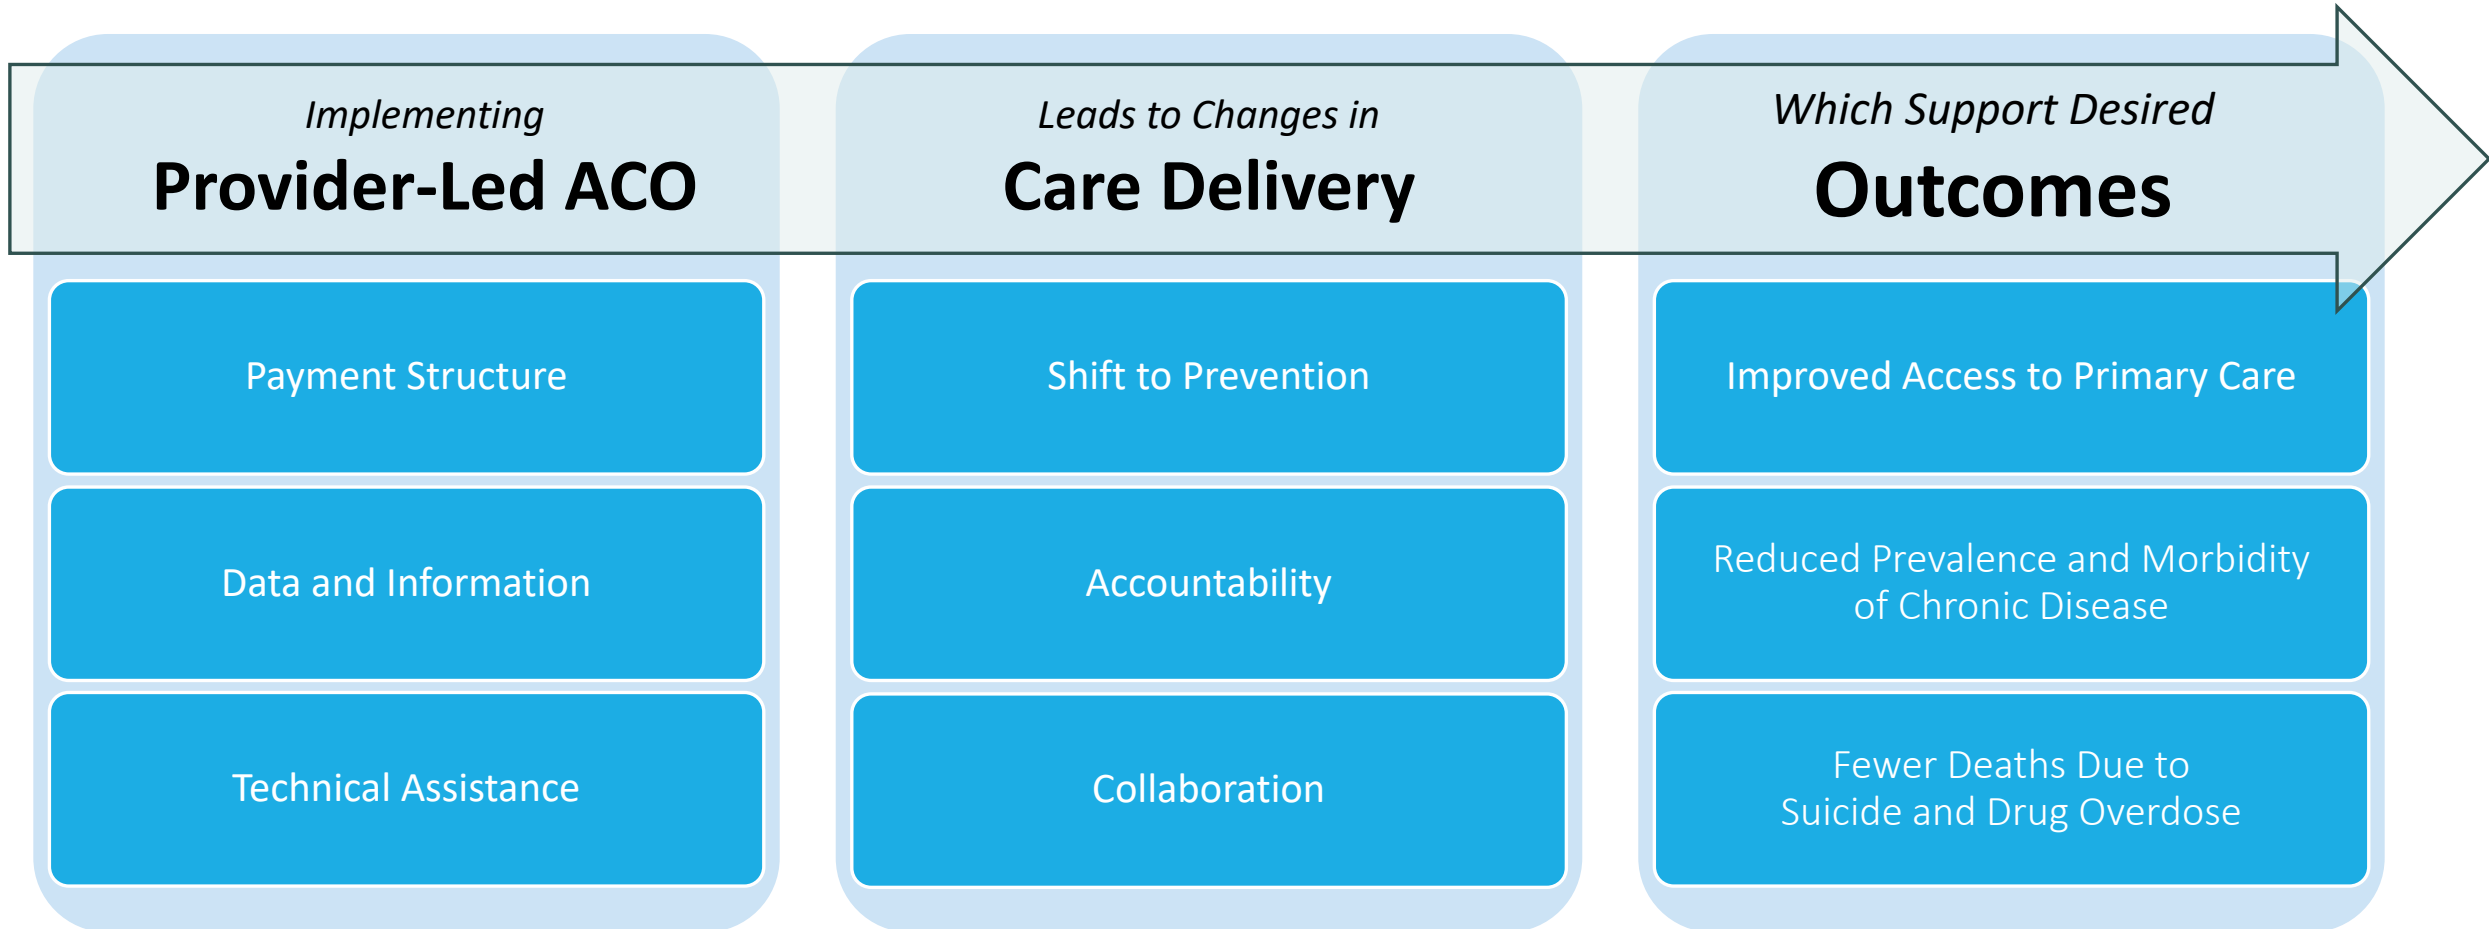 Implementing
Provider-Led ACO
Payment Structure
Data and Information
Technical Assistance
Leads to Changes in
Care Delivery
Shift to Prevention
Accountability
Collaboration
Which Support Desired
Outcomes
Improved Access to Primary Care
Reduced Prevalence and Morbidity
of Chronic Disease
Fewer Deaths Due to
Suicide and Drug Overdose